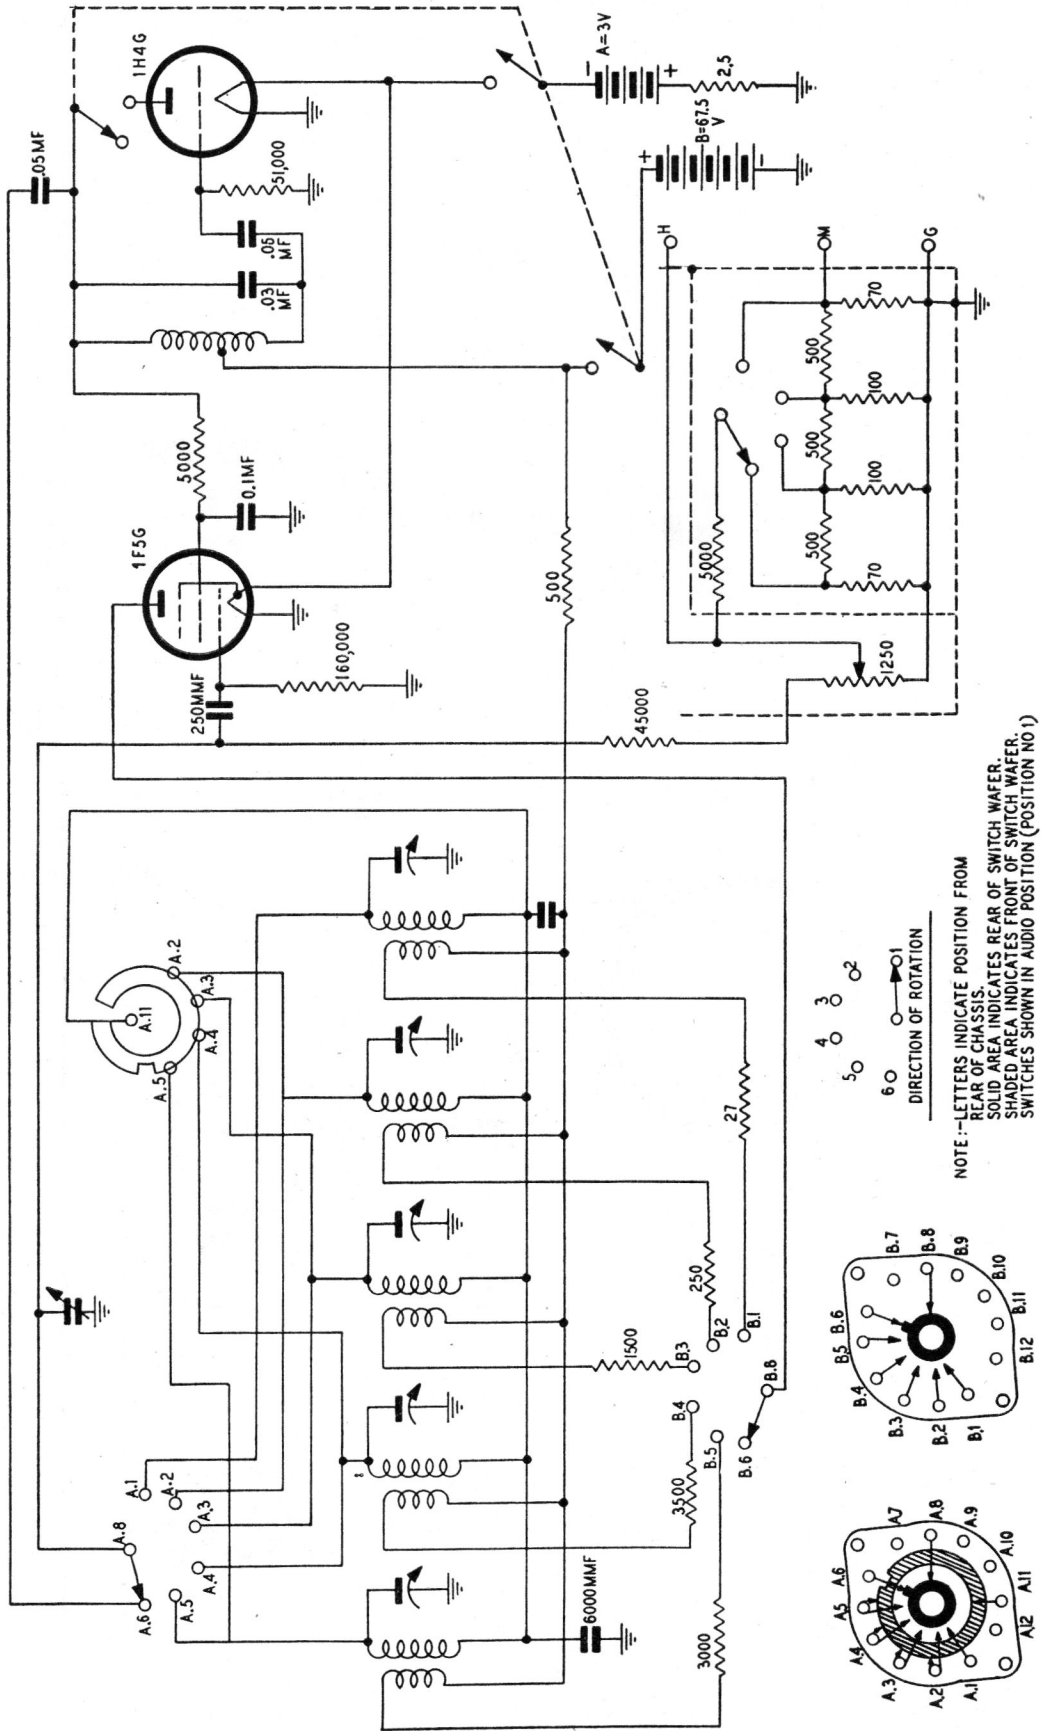 .05MF
1H4G
51,000
.05 MF
.03 MF
5000
0.1MF
1F5G
160,000
250MMF
A=3V
-
+
2.5
B=67.5 V
+
-
H
M
G
70
500
100
500
100
500
70
5000
1250
500
45000
A.11
A.2
A.3
A.4
A.5
A.1
A.2
A.3
A.4
A.5
A.6
A.8
27
250
1500
3500
3000
6000MMF
B.1
B.2
B.3
B.4
B.5
B.6
B.8
1
2
3
4
5
6
DIRECTION OF ROTATION
NOTE:-LETTERS INDICATE POSITION FROM
REAR OF CHASSIS.
SOLID AREA INDICATES REAR OF SWITCH WAFER.
SHADED AREA INDICATES FRONT OF SWITCH WAFER.
SWITCHES SHOWN IN AUDIO POSITION (POSITION NO 1)
B.1
B.2
B.3
B.4
B.5
B.6
B.7
B.8
B.9
B.10
B.11
B.12
A.1
A.2
A.3
A.4
A5
A.6
A7
A.8
A.9
A.10
A11
A12